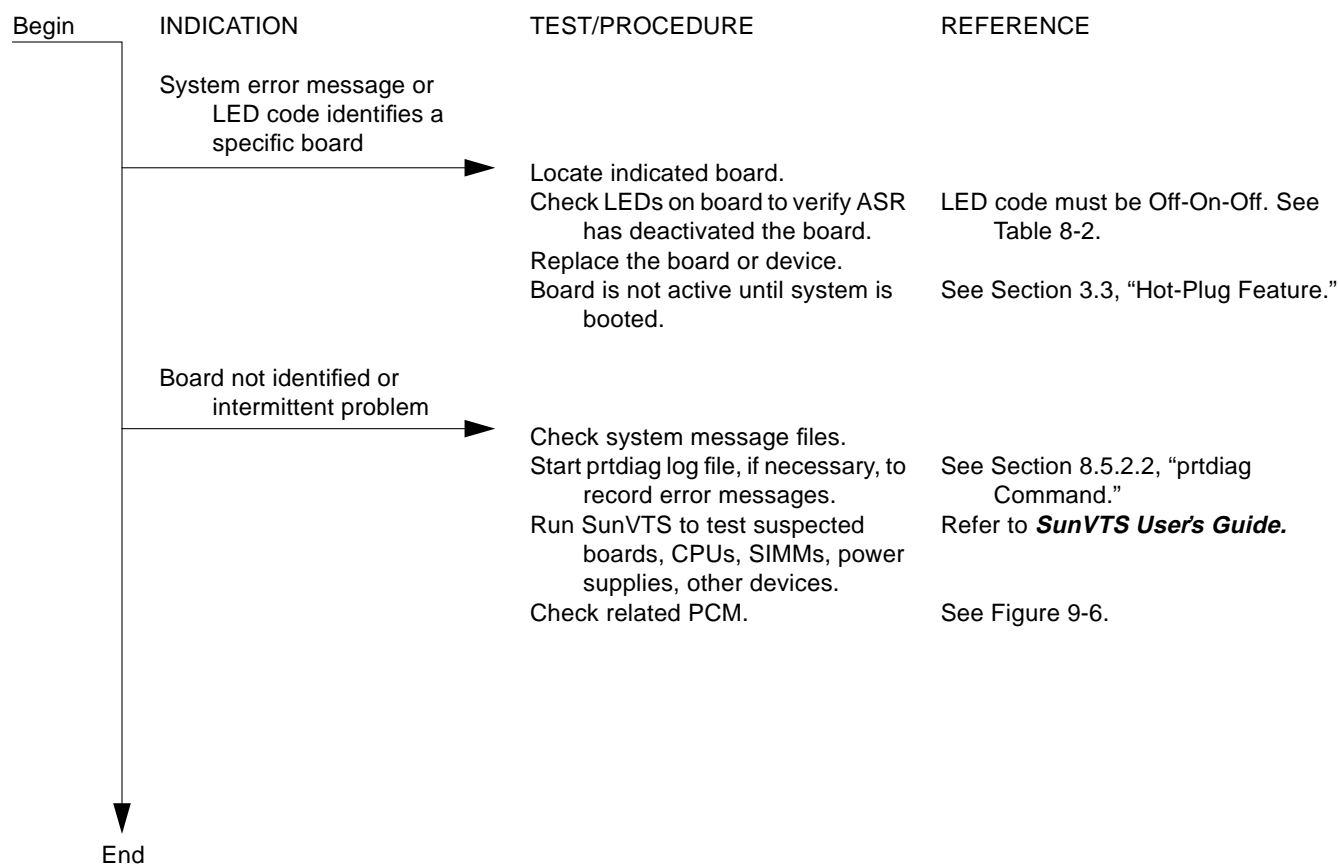 Begin INDICATION TEST/PROCEDURE REFERENCE
System error message or
LED code identifies a
specific board
Locate indicated board.
Check LEDs on board to verify ASR
has deactivated the board.
LED code must be Off-On-Off. See
Table 8-2.
Replace the board or device.
Board is not active until system is
booted.
See Section 3.3, “Hot-Plug Feature.”
Board not identified or
intermittent problem
Check system message files.
Start prtdiag log file, if necessary, to
record error messages.
See Section 8.5.2.2, “prtdiag
Command.”
Run SunVTS to test suspected
boards, CPUs, SIMMs, power
supplies, other devices.
Refer to SunVTS User's Guide.
Check related PCM.
See Figure 9-6.
End